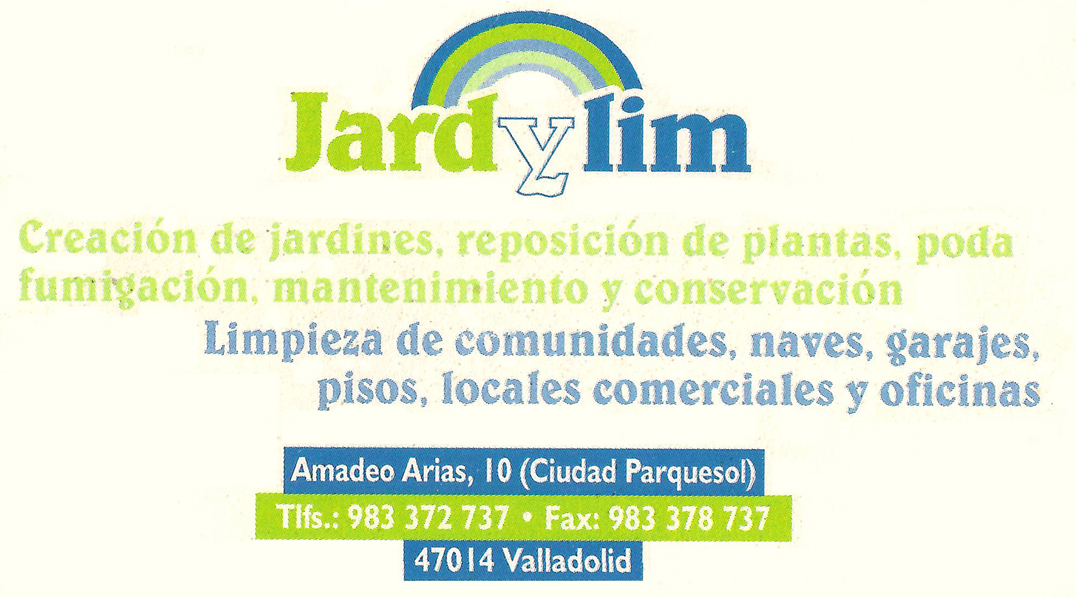 Jardylim
Creación de jardines, reposición de plantas, poda
fumigación, mantenimiento y conservación
Limpieza de comunidades, naves, garajes,
pisos, locales comerciales y oficinas
Amadeo Arias, 10 (Ciudad Parquesol)
Tlfs.: 983 372 737 • Fax: 983 378 737
47014 Valladolid